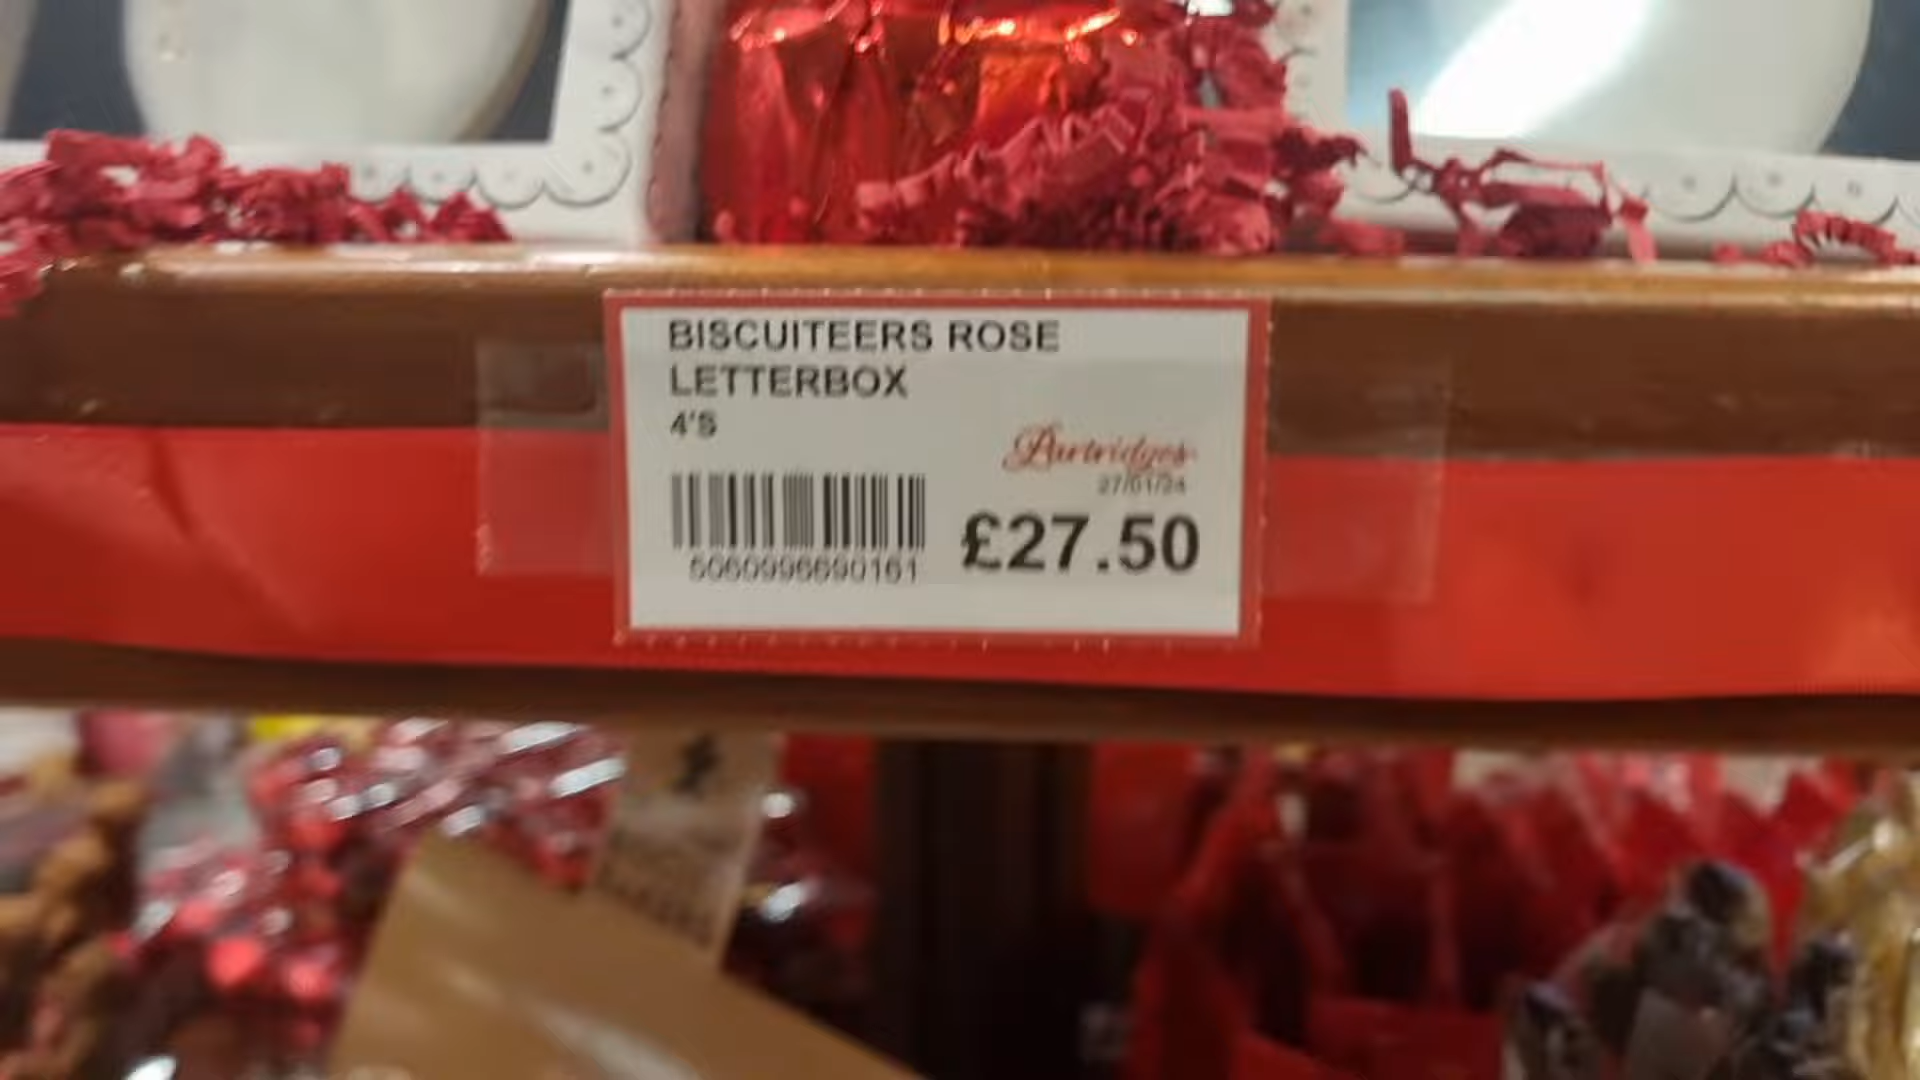 BISCUITEERS ROSE
LETTERBOX
4'S
Partridges
27/01/24
£27.50
5060996690161